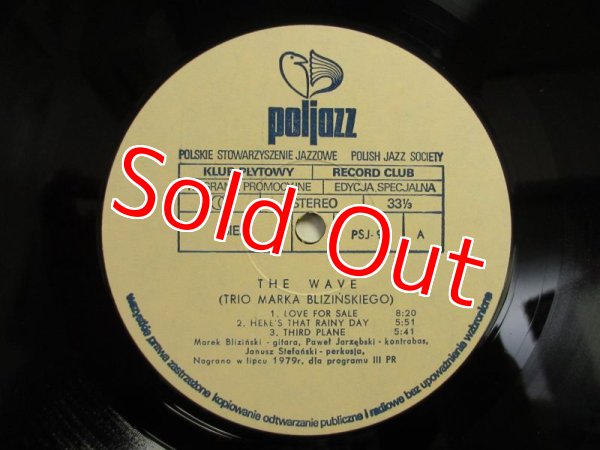 poljazz
POLSKIE STOWARZYSZENIE JAZZOWE POLISH JAZZ SOCIETY
KLUB PŁYTOWY RECORD CLUB
PROMOCYJNE EDYCJA SPECJALNA
STEREO 33⅓
PSJ- A
Sold Out
THE WAVE
(TRIO MARKA BLIZIŃSKIEGO)
1. LOVE FOR SALE 8:20
2. HERE'S THAT RAINY DAY 5:51
3. THIRD PLANE 5:41
Marek Bliziński - gitara, Paweł Jarzębski - kontrabas,
Janusz Stefański - perkusja,
Nagrano w lipcu 1979r. dla programu III PR
wszystkie prawa zastrzeżone kopiowanie odtwarzanie publiczne i radiowe bez upoważnienia wzbronione